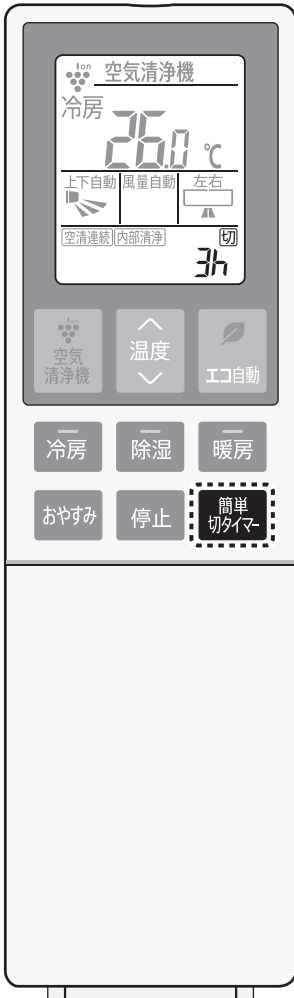 ion 空気清浄機
冷房
26.0 ℃
上下自動 風量自動 左右
空清連続 内部清浄 切
3h
空気
清浄機
温度
エコ自動
冷房 除湿 暖房
おやすみ 停止 簡単
切タイマー